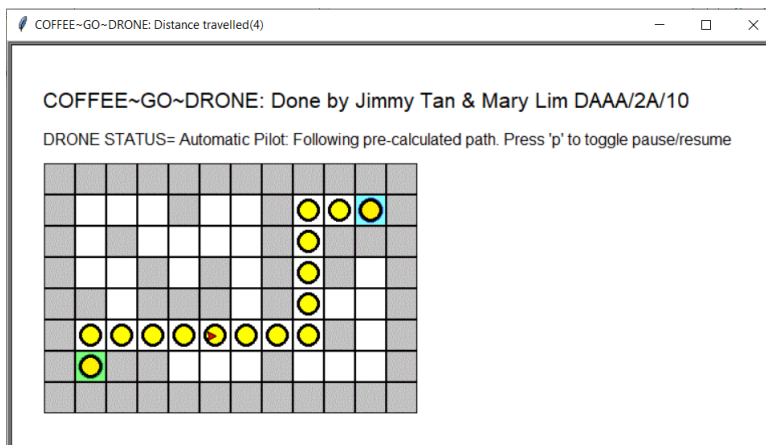 COFFEE~GO~DRONE: Distance travelled(4)
COFFEE~GO~DRONE: Done by Jimmy Tan & Mary Lim DAAA/2A/10
DRONE STATUS= Automatic Pilot: Following pre-calculated path. Press 'p' to toggle pause/resume